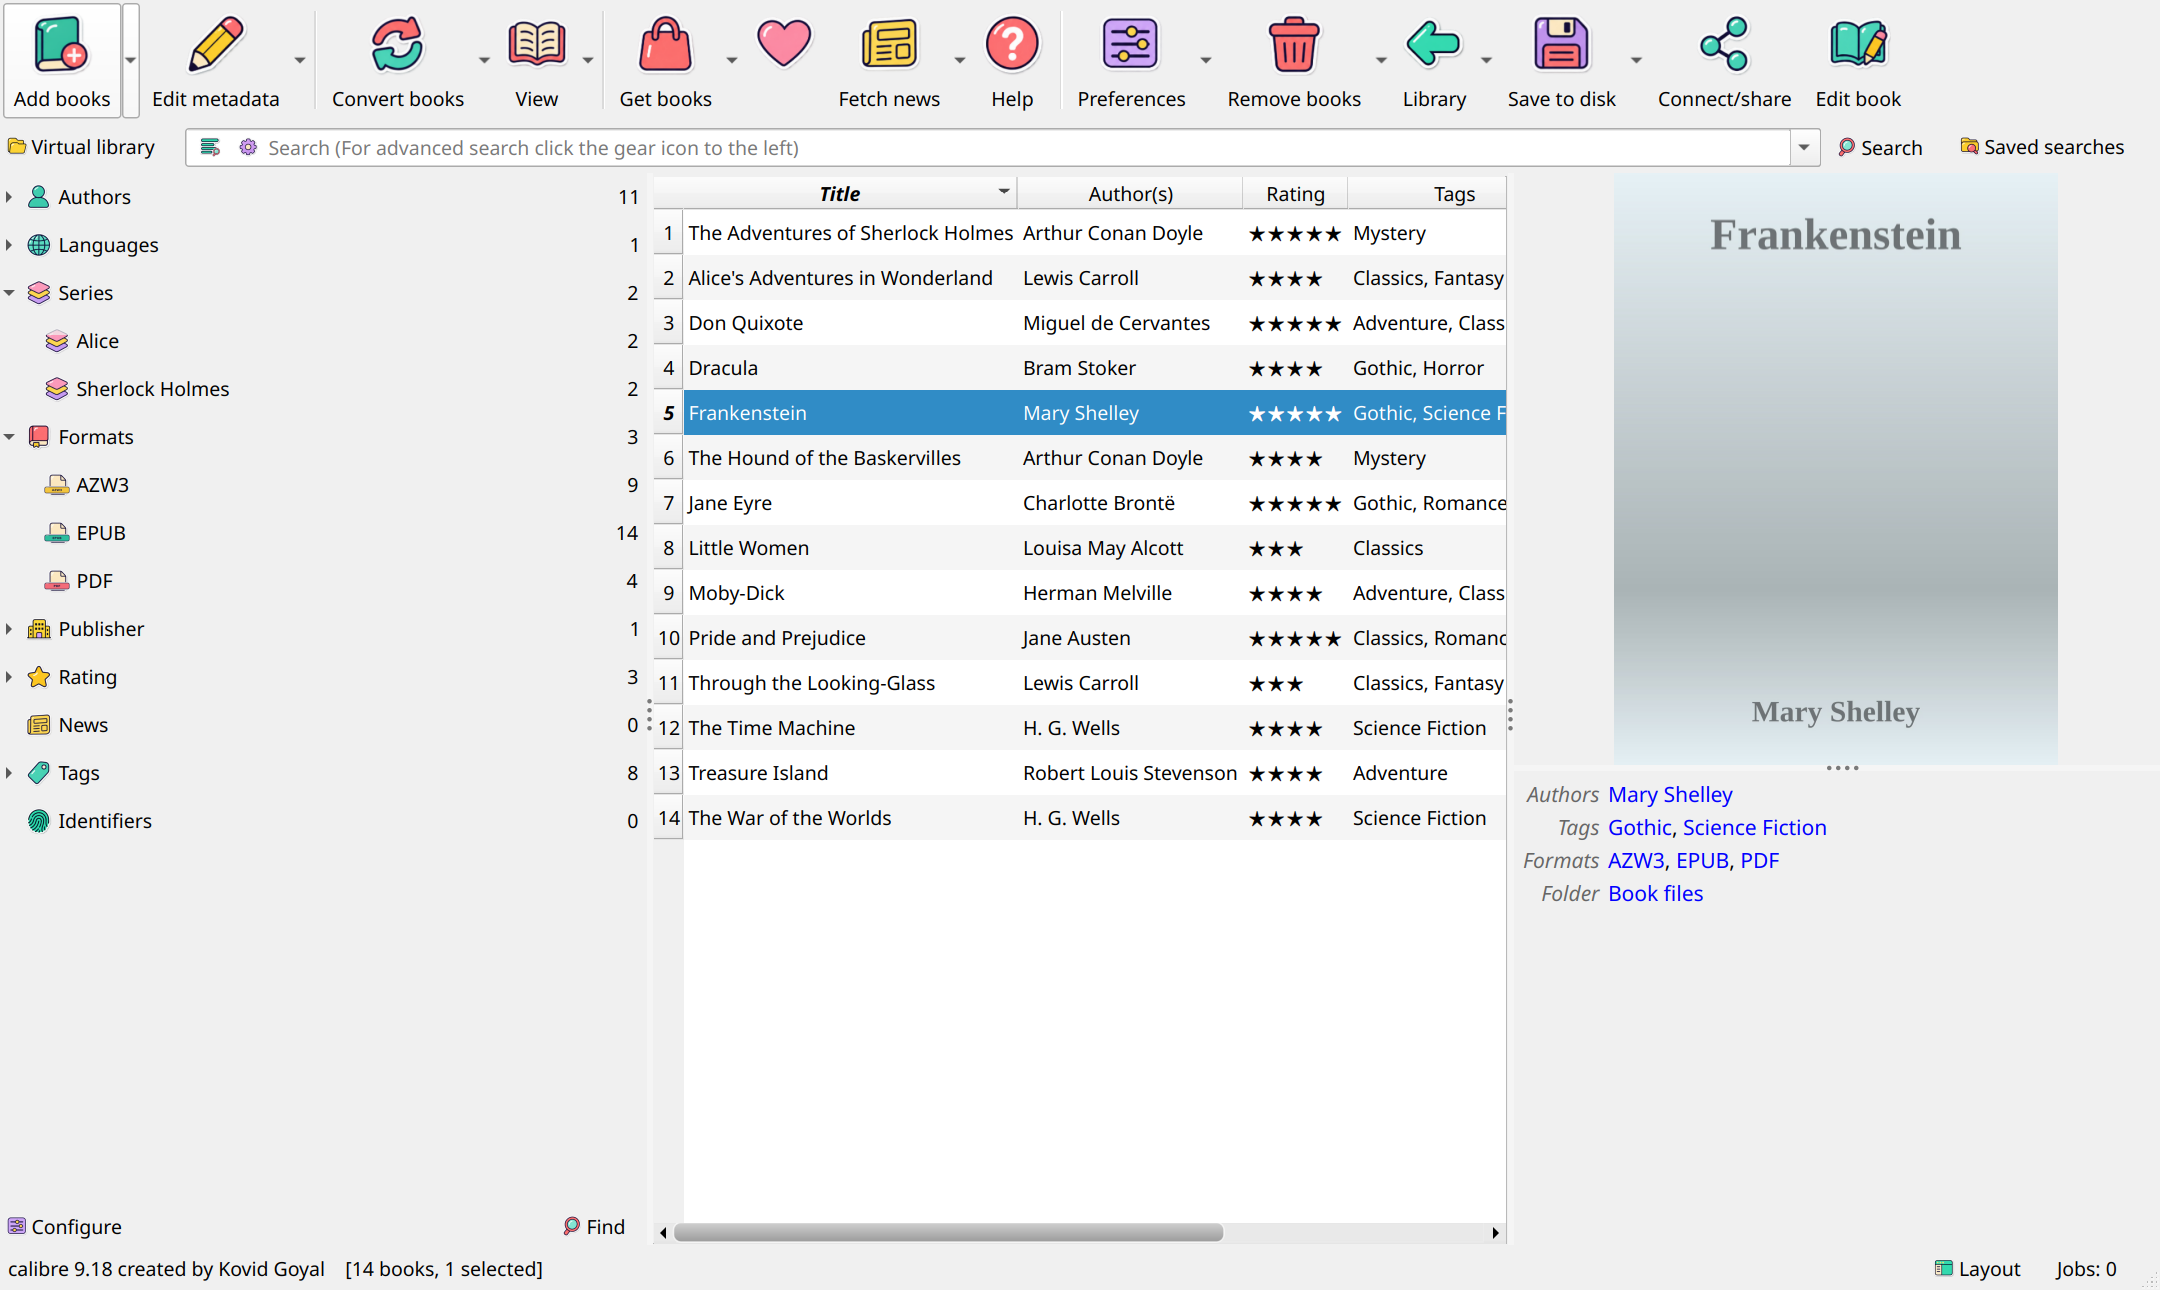 Add books Edit metadata Convert books View Get books Fetch news Help Preferences Remove books Library Save to disk Connect/share Edit book
Virtual library Search (For advanced search click the gear icon to the left) Search Saved searches
Authors 11
Languages 1
Series 2
Alice 2
Sherlock Holmes 2
Formats 3
AZW3 9
EPUB 14
PDF 4
Publisher 1
Rating 3
News 0
Tags 8
Identifiers 0
Configure Find
Title Author(s) Rating Tags
1 The Adventures of Sherlock Holmes Arthur Conan Doyle ★★★★★ Mystery
2 Alice's Adventures in Wonderland Lewis Carroll ★★★★ Classics, Fantasy
3 Don Quixote Miguel de Cervantes ★★★★★ Adventure, Class
4 Dracula Bram Stoker ★★★★ Gothic, Horror
5 Frankenstein Mary Shelley ★★★★★ Gothic, Science F
6 The Hound of the Baskervilles Arthur Conan Doyle ★★★★ Mystery
7 Jane Eyre Charlotte Brontë ★★★★★ Gothic, Romance
8 Little Women Louisa May Alcott ★★★ Classics
9 Moby-Dick Herman Melville ★★★★ Adventure, Class
10 Pride and Prejudice Jane Austen ★★★★★ Classics, Romanc
11 Through the Looking-Glass Lewis Carroll ★★★ Classics, Fantasy
12 The Time Machine H. G. Wells ★★★★ Science Fiction
13 Treasure Island Robert Louis Stevenson ★★★★ Adventure
14 The War of the Worlds H. G. Wells ★★★★ Science Fiction
Frankenstein
Mary Shelley
Authors Mary Shelley
Tags Gothic, Science Fiction
Formats AZW3, EPUB, PDF
Folder Book files
calibre 9.18 created by Kovid Goyal [14 books, 1 selected] Layout Jobs: 0